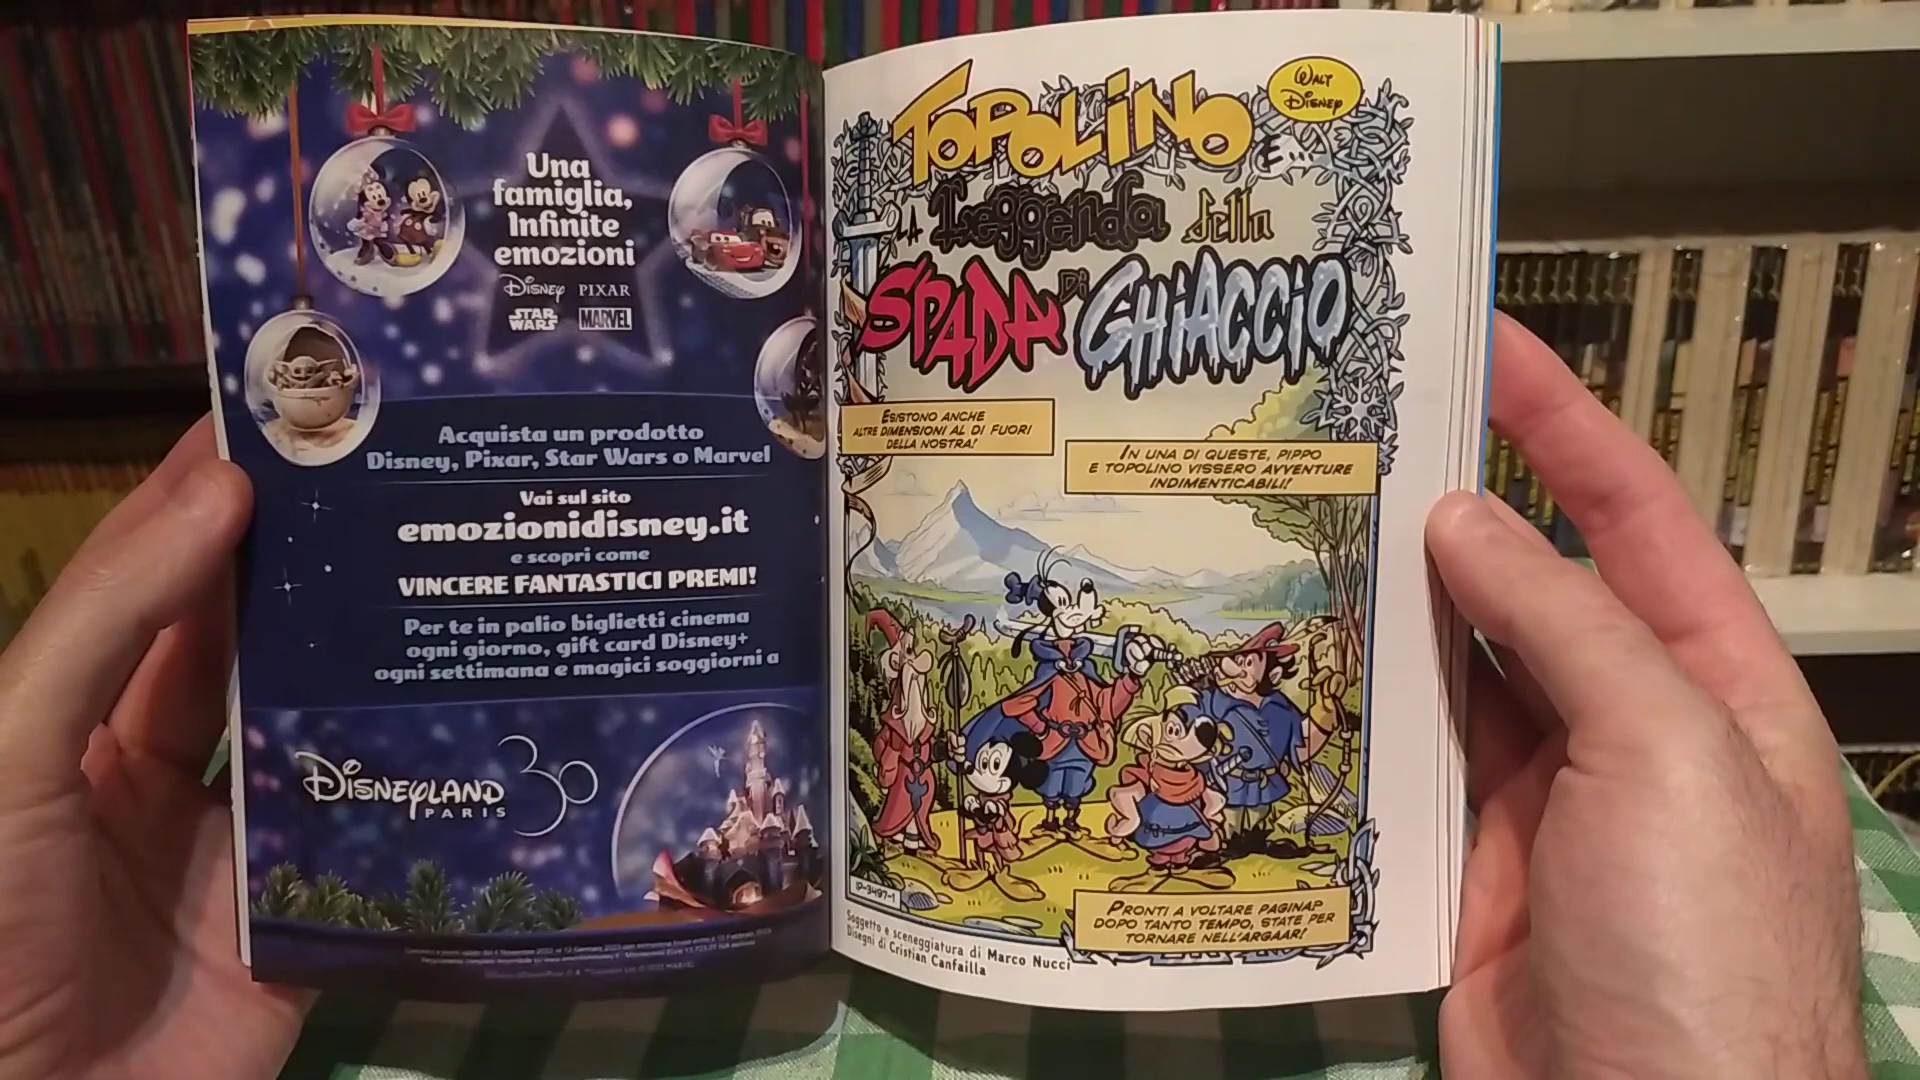 Una
famiglia,
Infinite
emozioni
Disney PIXAR
STAR WARS MARVEL
Acquista un prodotto
Disney, Pixar, Star Wars o Marvel
Vai sul sito
emozionidisney.it
e scopri come
VINCERE FANTASTICI PREMI!
Per te in palio biglietti cinema
ogni giorno, gift card Disney+
ogni settimana e magici soggiorni a
DISNEYLAND 30
PARIS
WALT
DISNEY
TOPOLINO
E...
LA Leggenda della
SPADA DI GHIACCIO
ESISTONO ANCHE
ALTRE DIMENSIONI AL DI FUORI
DELLA NOSTRA!
IN UNA DI QUESTE, PIPPO
E TOPOLINO VISSERO AVVENTURE
INDIMENTICABILI!
IP-3497-1
PRONTI A VOLTARE PAGINA?
DOPO TANTO TEMPO, STATE PER
TORNARE NELL'ARGAAR!
Soggetto e sceneggiatura di Marco Nucci
Disegni di Cristian Canfailla